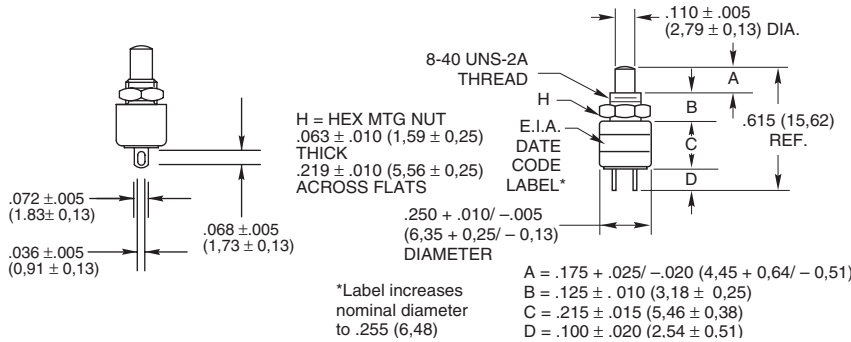 .110 ± .005
(2,79 ± 0,13) DIA.
8-40 UNS-2A
THREAD
A
H
B
H = HEX MTG NUT
.063 ± .010 (1,59 ± 0,25)
THICK
.219 ± .010 (5,56 ± 0,25)
ACROSS FLATS
E.I.A.
DATE
CODE
LABEL*
C
D
.615 (15,62)
REF.
.072 ±.005
(1.83± 0,13)
.068 ±.005
(1,73 ± 0,13)
.036 ±.005
(0,91 ± 0,13)
.250 + .010/ –.005
(6,35 + 0,25/ – 0,13)
DIAMETER
*Label increases
nominal diameter
to .255 (6,48)
A = .175 + .025/ –.020 (4,45 + 0,64/ – 0,51)
B = .125 ± . 010 (3,18 ± 0,25)
C = .215 ± .015 (5,46 ± 0,38)
D = .100 ± .020 (2,54 ± 0,51)